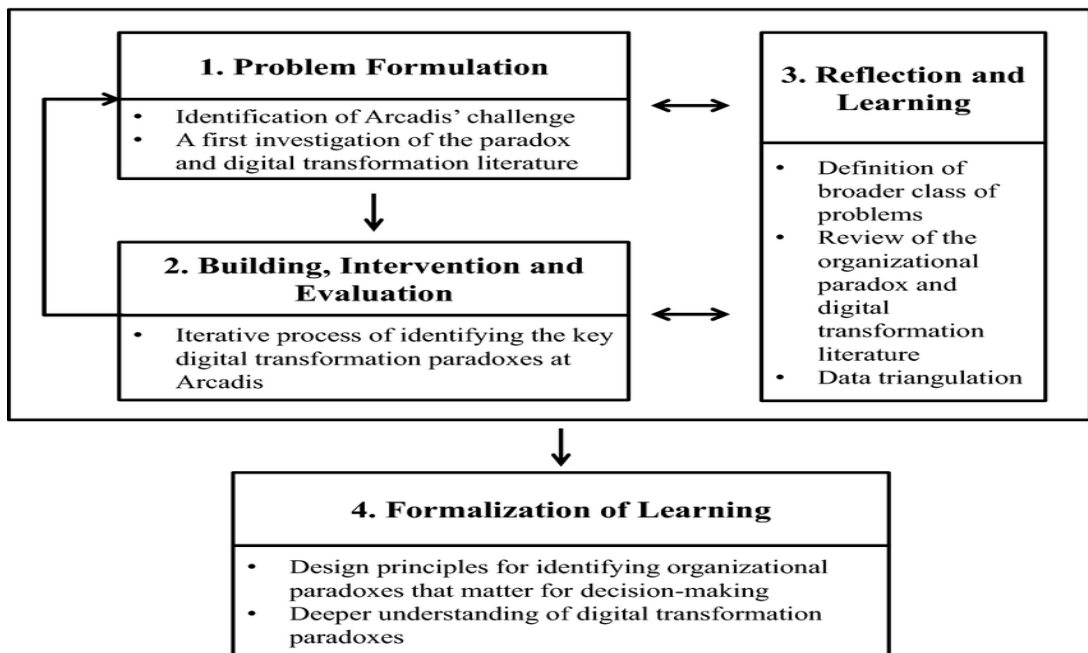 1. Problem Formulation
• Identification of Arcadis' challenge
• A first investigation of the paradox
and digital transformation literature
2. Building, Intervention and
Evaluation
• Iterative process of identifying the key
digital transformation paradoxes at
Arcadis
3. Reflection and
Learning
• Definition of
broader class of
problems
• Review of the
organizational
paradox and
digital
transformation
literature
• Data triangulation
4. Formalization of Learning
• Design principles for identifying organizational
paradoxes that matter for decision-making
• Deeper understanding of digital transformation
paradoxes